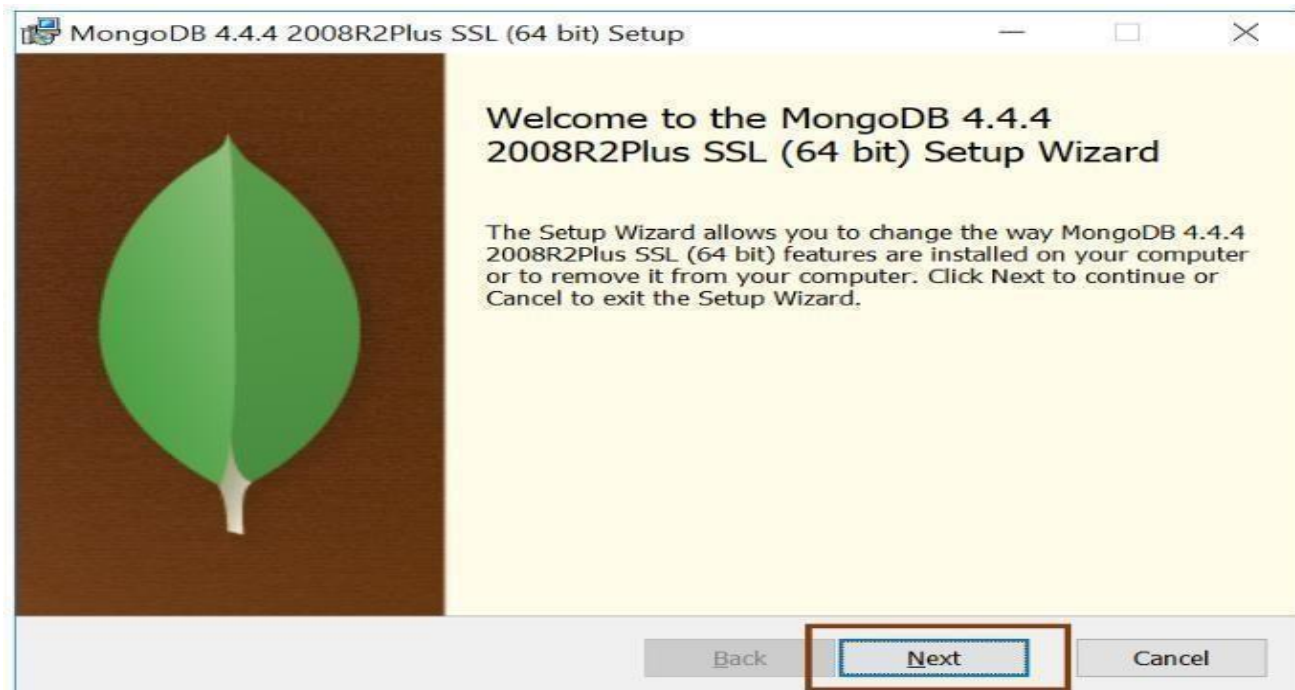 MongoDB 4.4.4 2008R2Plus SSL (64 bit) Setup
Welcome to the MongoDB 4.4.4
2008R2Plus SSL (64 bit) Setup Wizard
The Setup Wizard allows you to change the way MongoDB 4.4.4
2008R2Plus SSL (64 bit) features are installed on your computer
or to remove it from your computer. Click Next to continue or
Cancel to exit the Setup Wizard.
Back Next Cancel